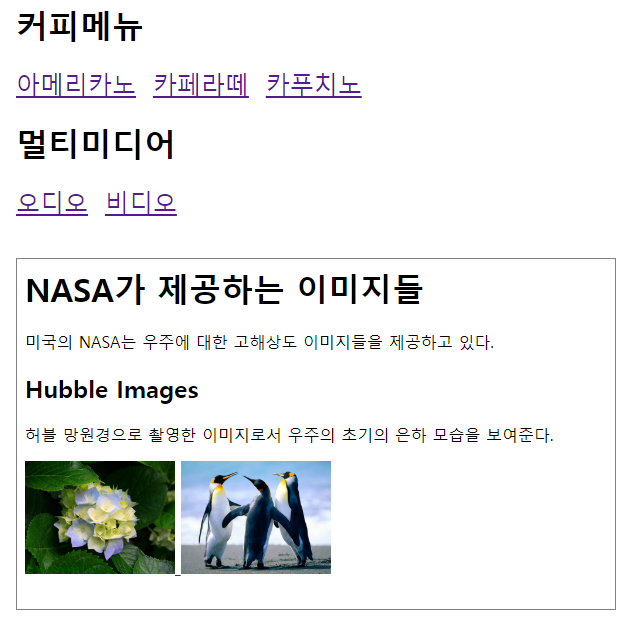 커피메뉴
아메리카노 카페라떼 카푸치노
멀티미디어
오디오 비디오
NASA가 제공하는 이미지들
미국의 NASA는 우주에 대한 고해상도 이미지들을 제공하고 있다.
Hubble Images
허블 망원경으로 촬영한 이미지로서 우주의 초기의 은하 모습을 보여준다.